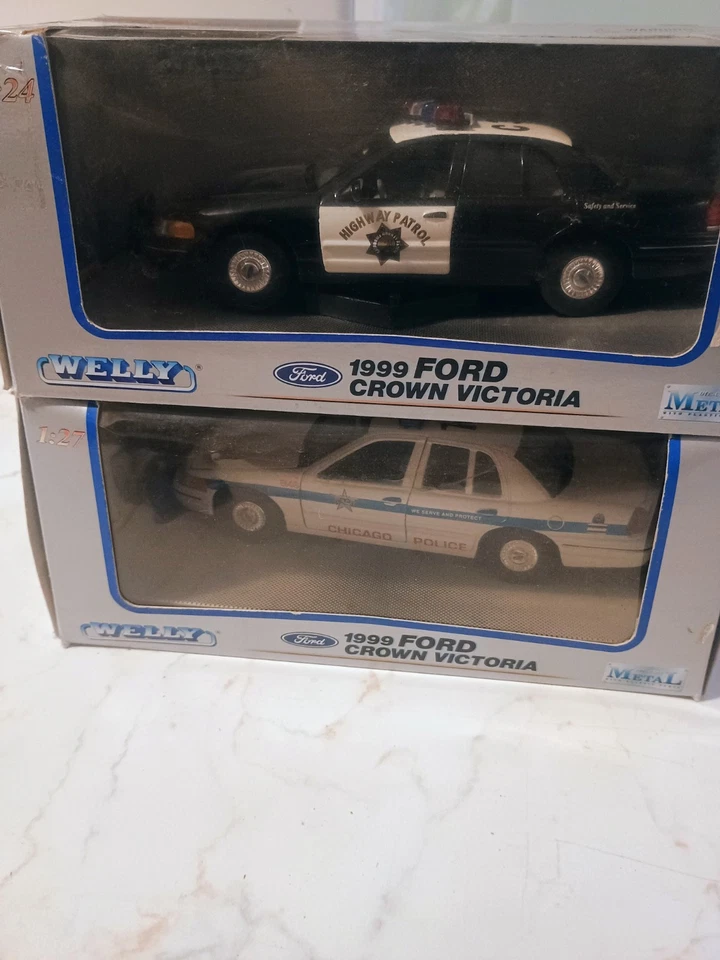 :24
C
HIGHWAY PATROL
Safety and Service
WELLY®
Ford
1999 FORD
CROWN VICTORIA
MET
1:27
WE SERVE AND PROTECT
CHICAGO POLICE
WELLY
Ford
1999 FORD
CROWN VICTORIA
METAL